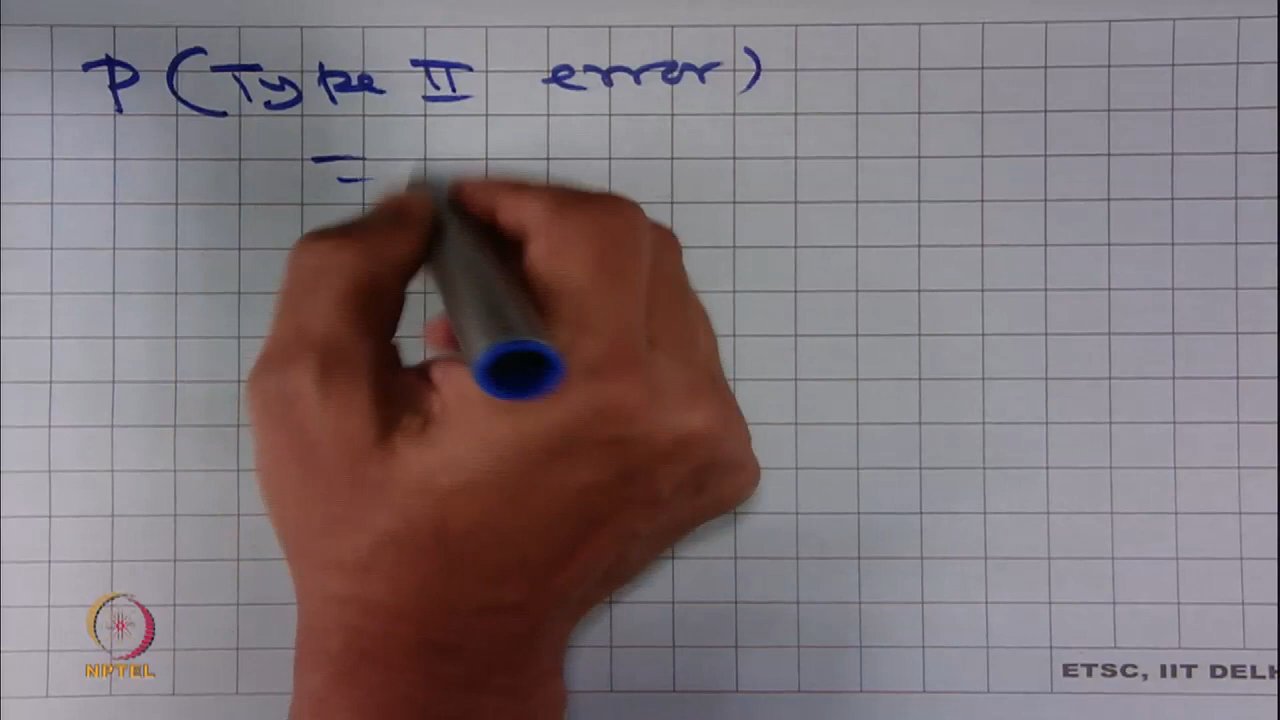 P (Type II error)
=
NPTEL
ETSC, IIT DELH